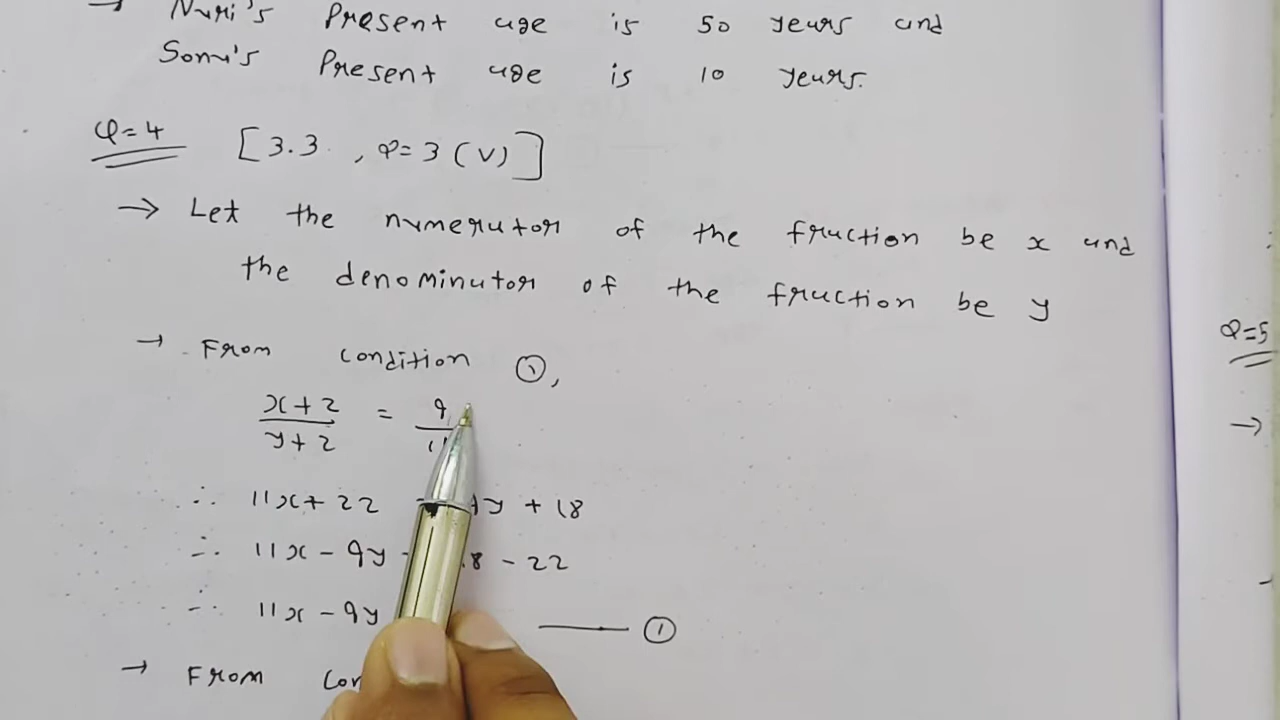 → Nuri's Present age is 50 years and
Sonu's Present age is 10 years.
Q=4 [3.3, Q=3 (V)]
→ Let the numerator of the fraction be x and
the denominator of the fraction be y
→ From condition ①,
x+2 / y+2 = 9 /
∴ 11x + 22 y + 18
∴ 11x - 9y - 22
∴ 11x - 9y —— ①
→ From
Q=5
→